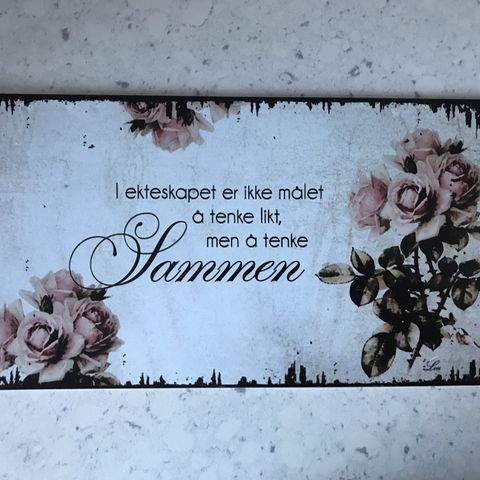 I ekteskapet er ikke målet
å tenke likt,
men å tenke
Sammen